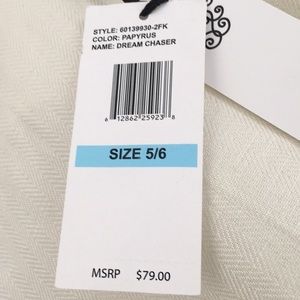 STYLE: 60139930-2FK
COLOR: PAPYRUS
NAME: DREAM CHASER
6 12862 25923 8
SIZE 5/6
MSRP $79.00